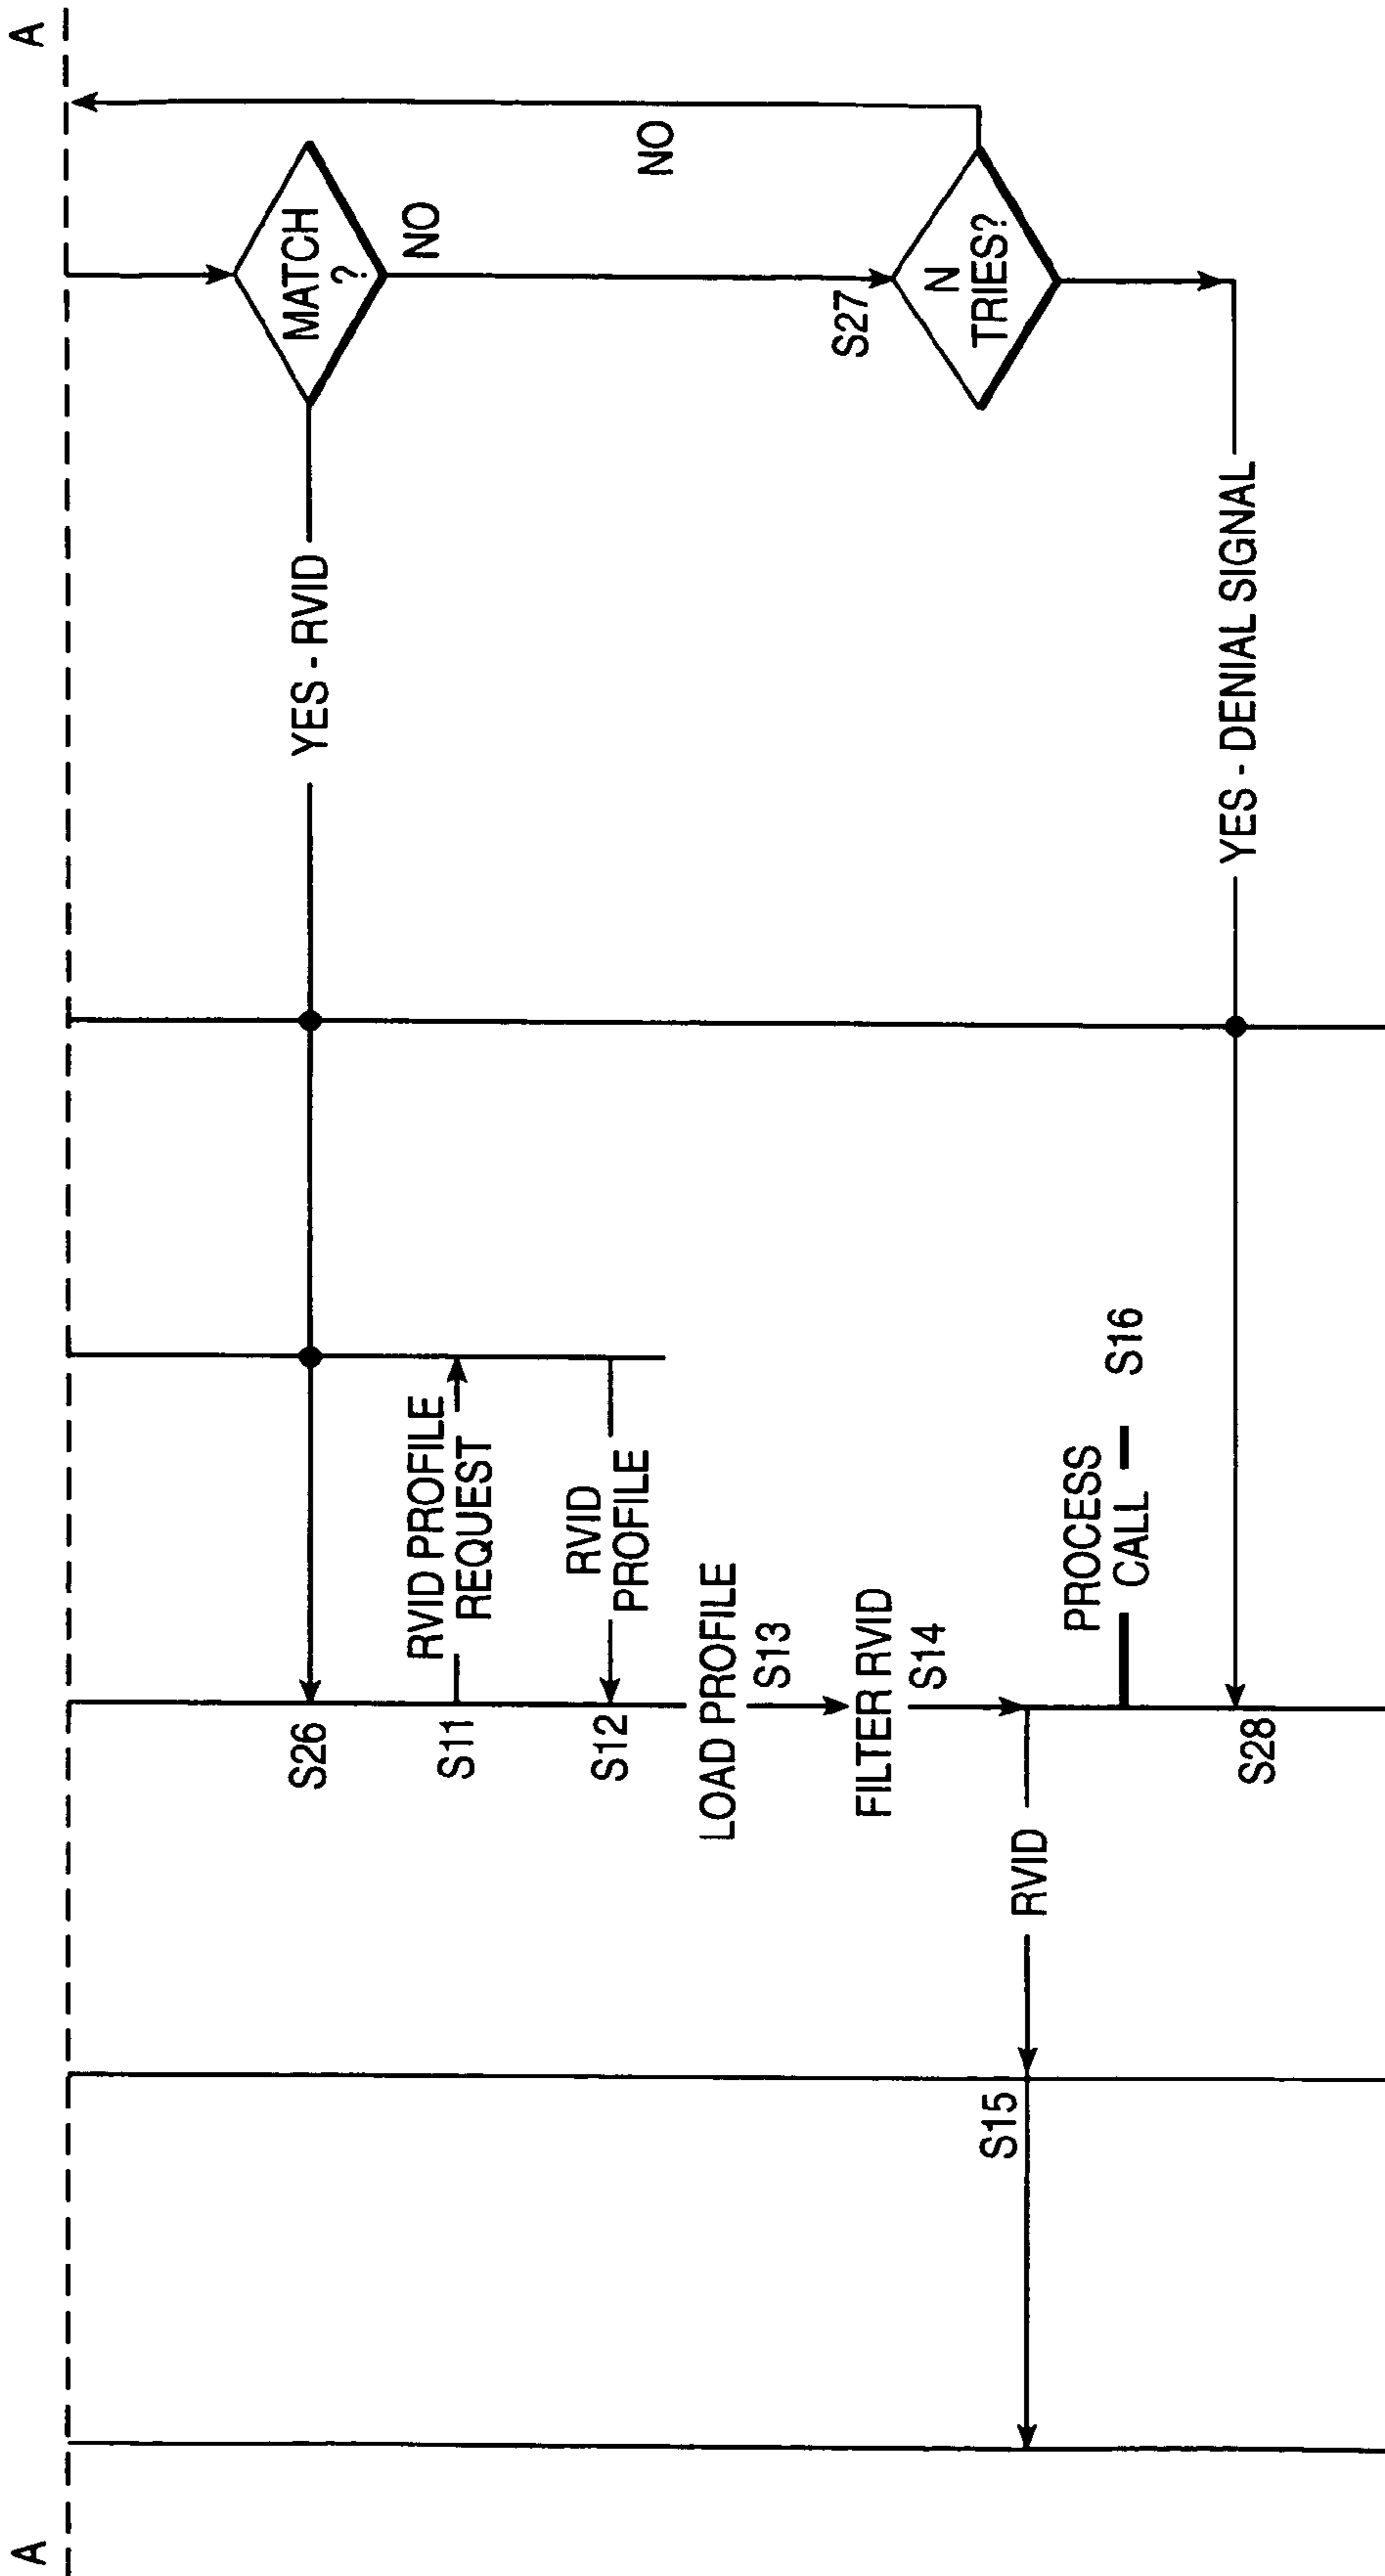 A
A
MATCH
?
NO
YES - RVID
S26
RVID PROFILE
REQUEST
S11
RVID
PROFILE
S12
LOAD PROFILE
S13
NO
N
TRIES?
S27
FILTER RVID
S14
RVID
S15
PROCESS
CALL
S16
YES - DENIAL SIGNAL
S28